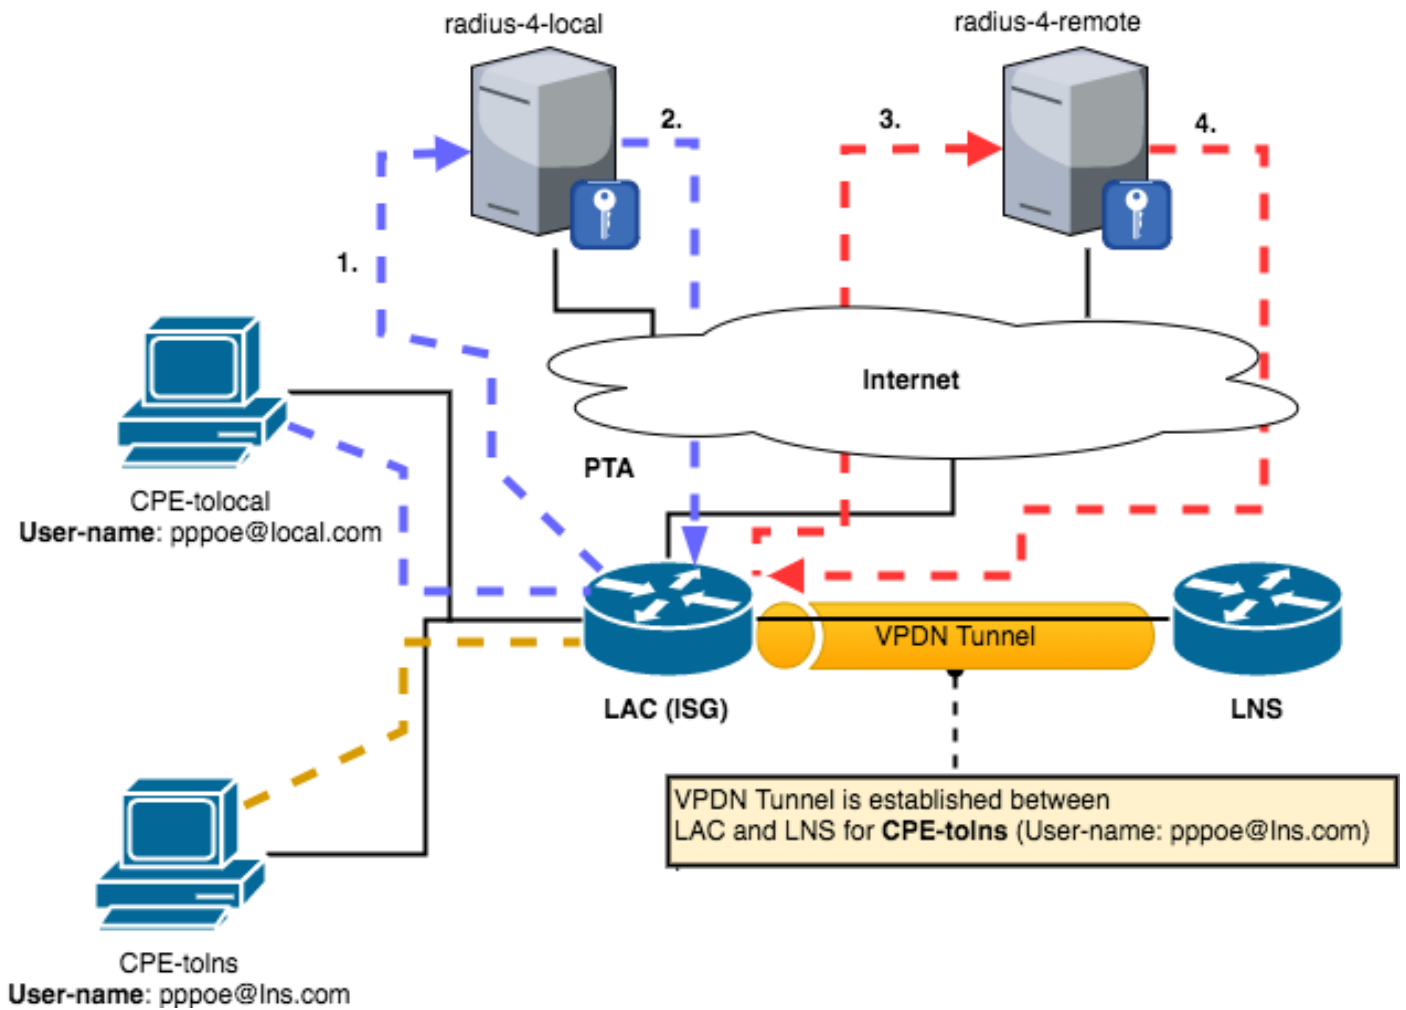 radius-4-local
radius-4-remote
2.
3.
4.
1.
Internet
PTA
CPE-tolocal
User-name: pppoe@local.com
VPDN Tunnel
LAC (ISG)
LNS
VPDN Tunnel is established between
LAC and LNS for CPE-tolns (User-name: pppoe@lns.com)
CPE-tolns
User-name: pppoe@lns.com